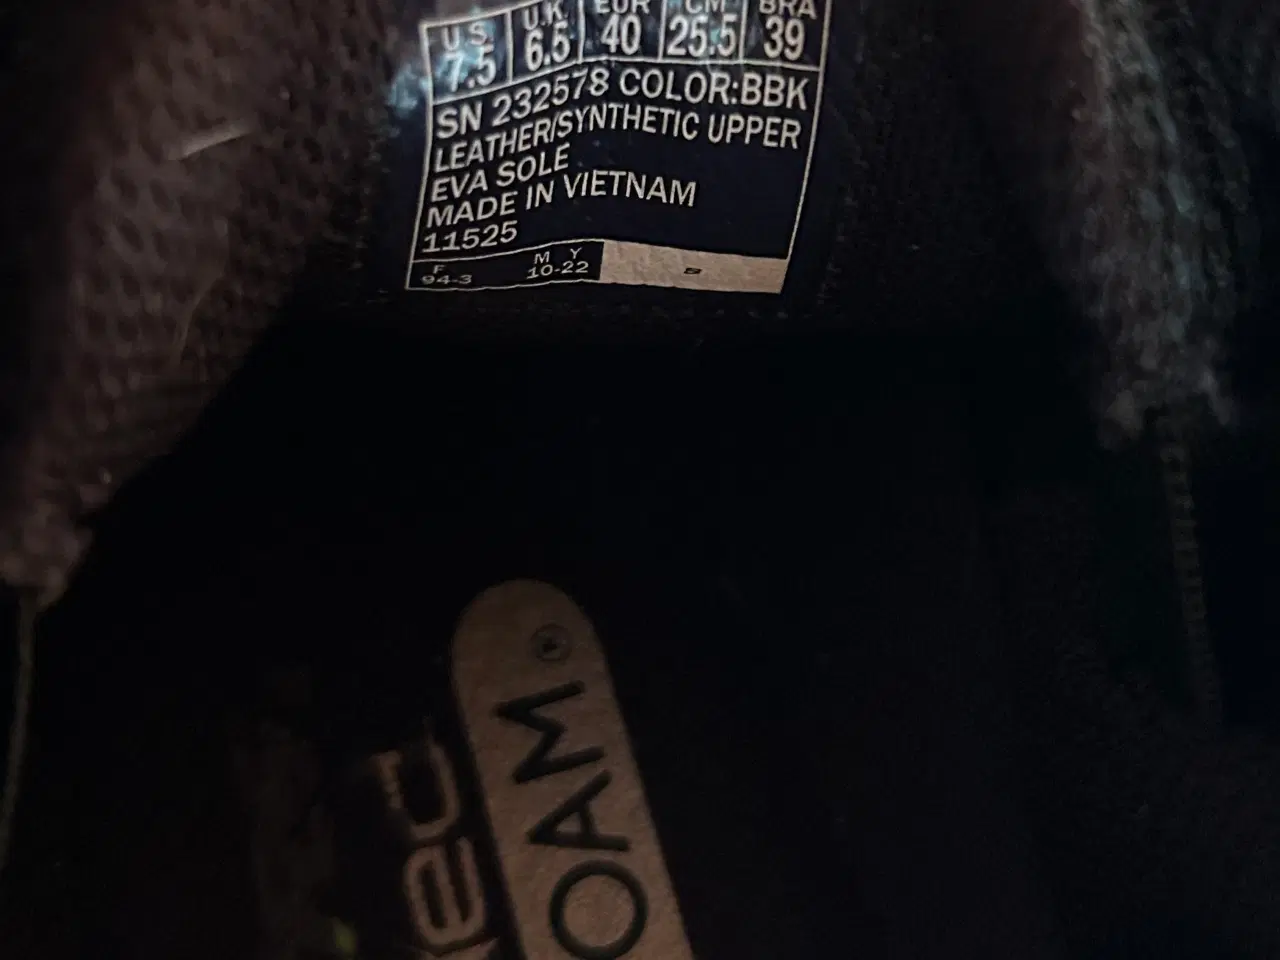 U.S. U.K. EUR CM BRA
7.5 6.5 40 25.5 39
SN 232578 COLOR:BBK
LEATHER/SYNTHETIC UPPER
EVA SOLE
MADE IN VIETNAM
11525
F M Y
94-3 10-22
OAM